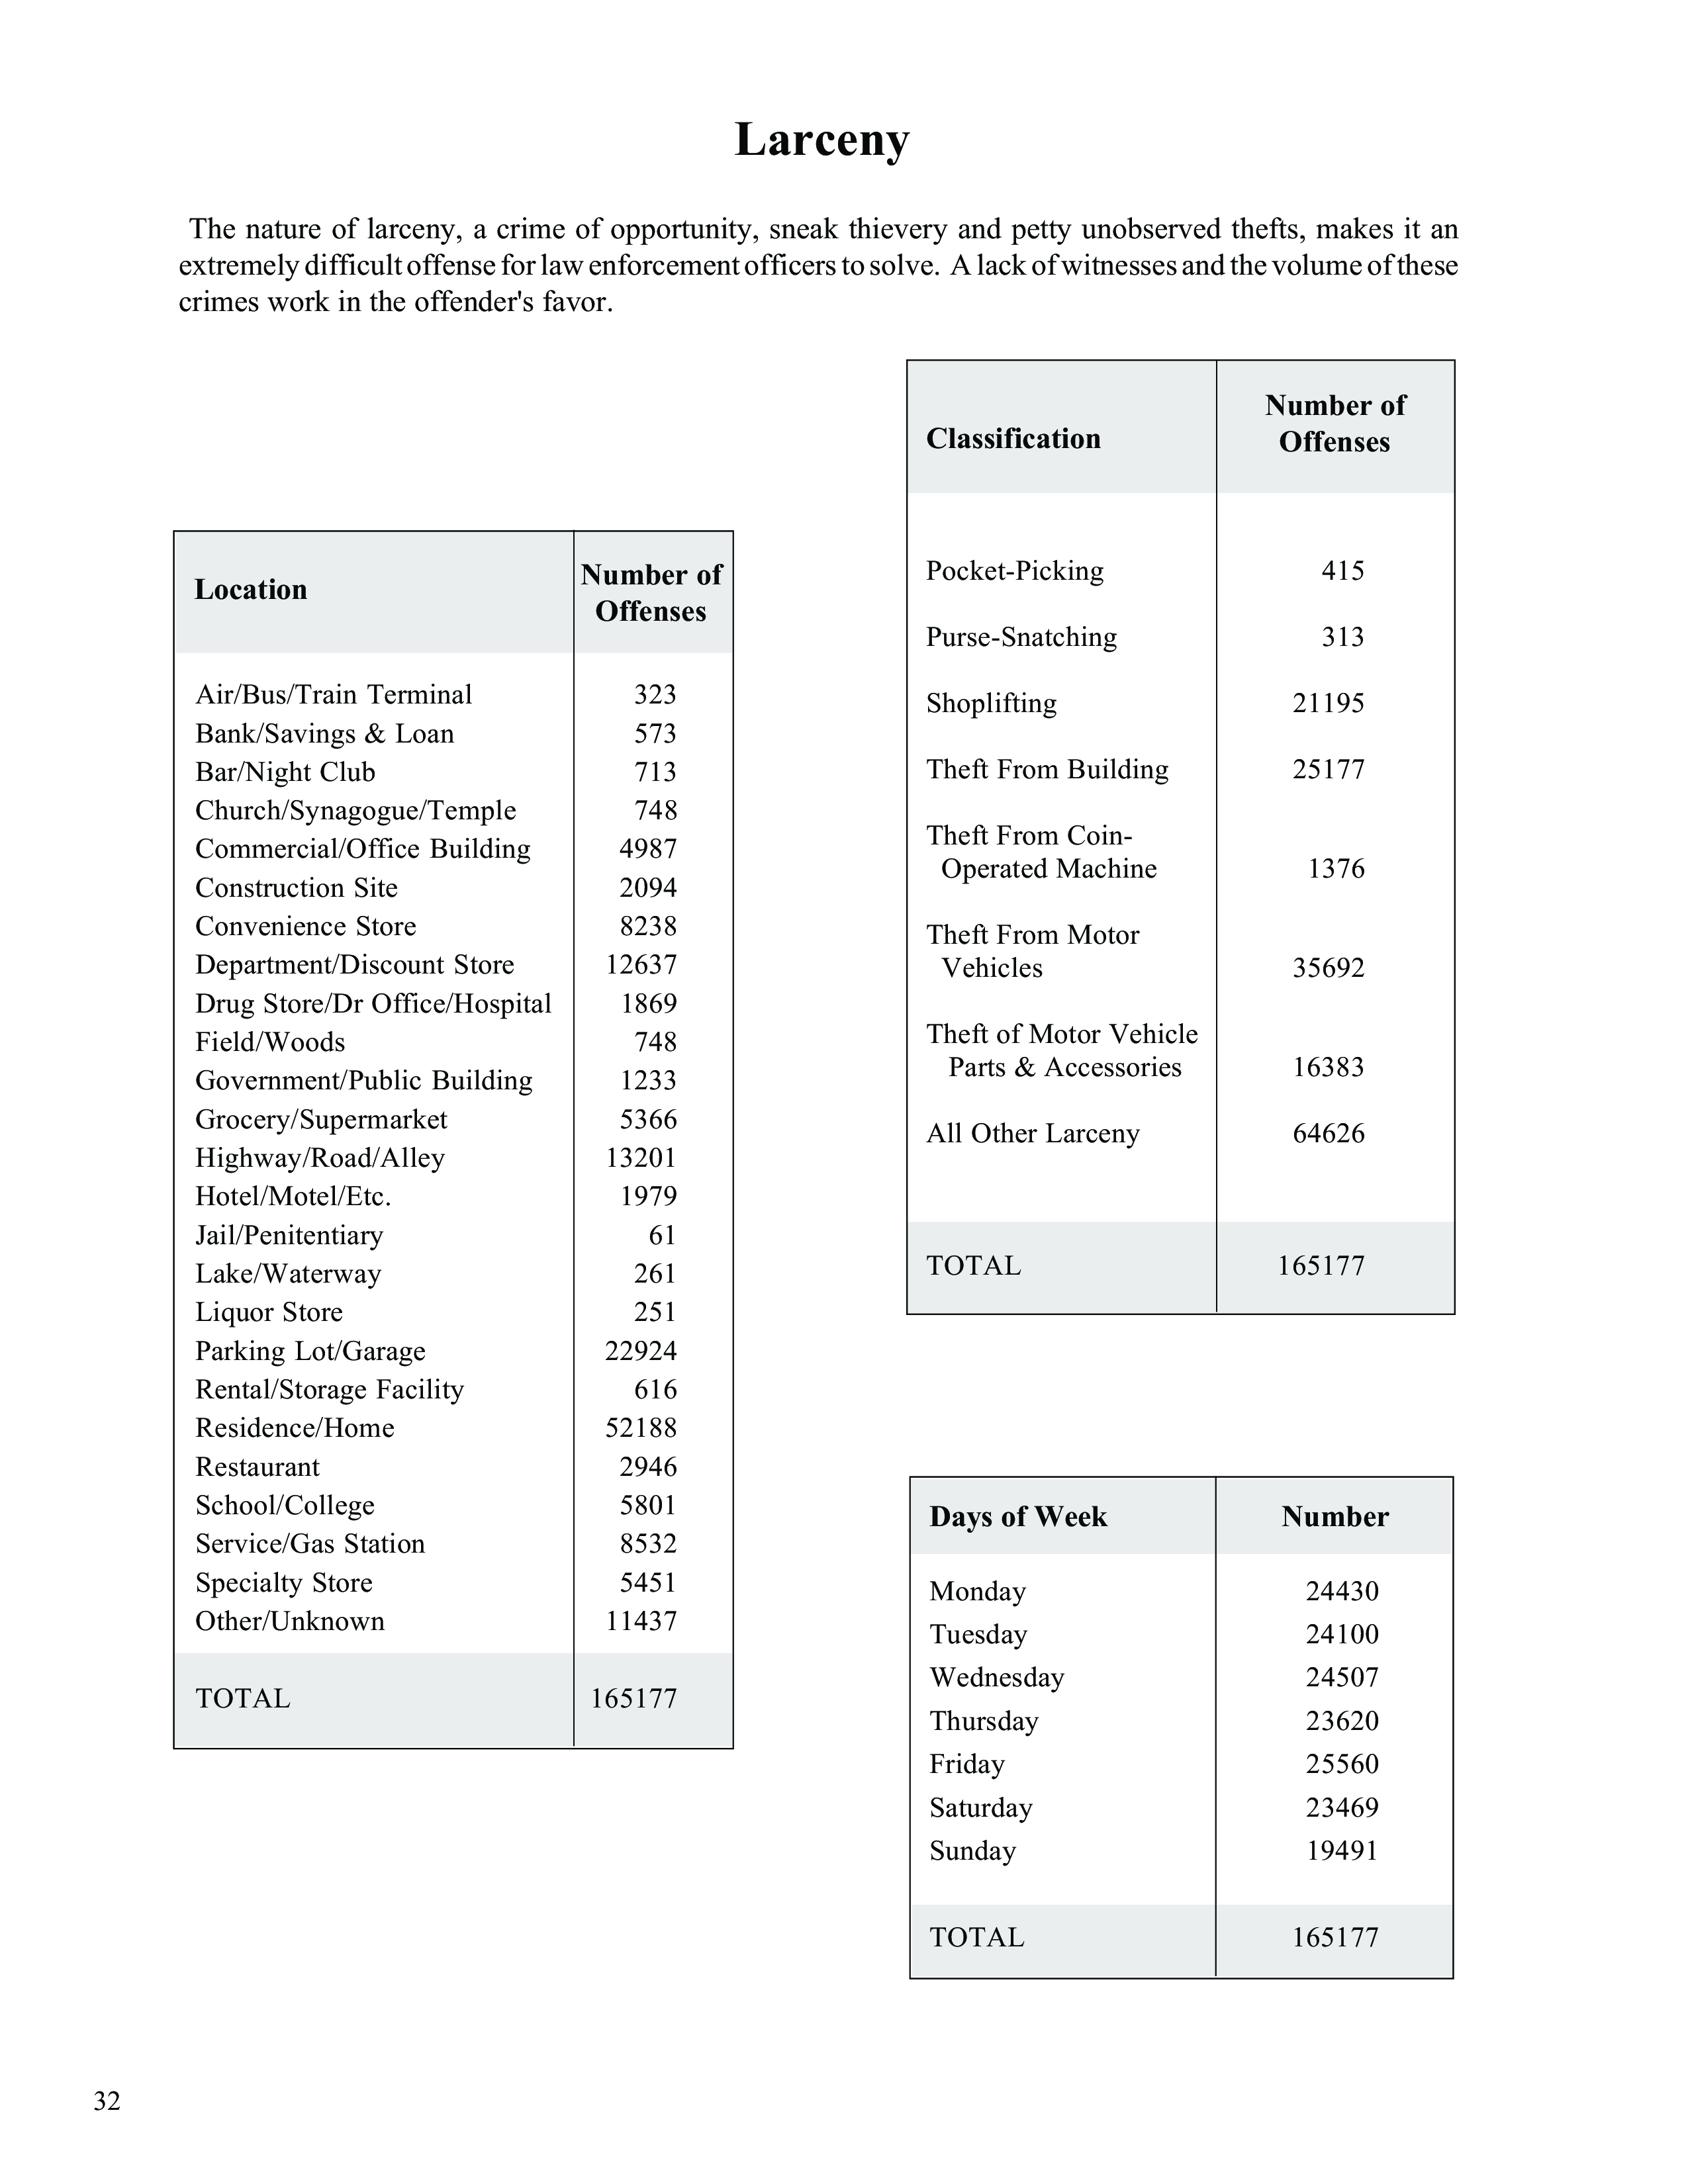 Larceny
The nature of larceny, a crime of opportunity, sneak thievery and petty unobserved thefts, makes it an
extremely difficult offense for law enforcement officers to solve. A lack of witnesses and the volume of these
crimes work in the offender's favor.
Location Number of
Offenses
Air/Bus/Train Terminal 323
Bank/Savings & Loan 573
Bar/Night Club 713
Church/Synagogue/Temple 748
Commercial/Office Building 4987
Construction Site 2094
Convenience Store 8238
Department/Discount Store 12637
Drug Store/Dr Office/Hospital 1869
Field/Woods 748
Government/Public Building 1233
Grocery/Supermarket 5366
Highway/Road/Alley 13201
Hotel/Motel/Etc. 1979
Jail/Penitentiary 61
Lake/Waterway 261
Liquor Store 251
Parking Lot/Garage 22924
Rental/Storage Facility 616
Residence/Home 52188
Restaurant 2946
School/College 5801
Service/Gas Station 8532
Specialty Store 5451
Other/Unknown 11437
TOTAL 165177
Classification Number of
Offenses
Pocket-Picking 415
Purse-Snatching 313
Shoplifting 21195
Theft From Building 25177
Theft From Coin-
Operated Machine 1376
Theft From Motor
Vehicles 35692
Theft of Motor Vehicle
Parts & Accessories 16383
All Other Larceny 64626
TOTAL 165177
Days of Week Number
Monday 24430
Tuesday 24100
Wednesday 24507
Thursday 23620
Friday 25560
Saturday 23469
Sunday 19491
TOTAL 165177
32